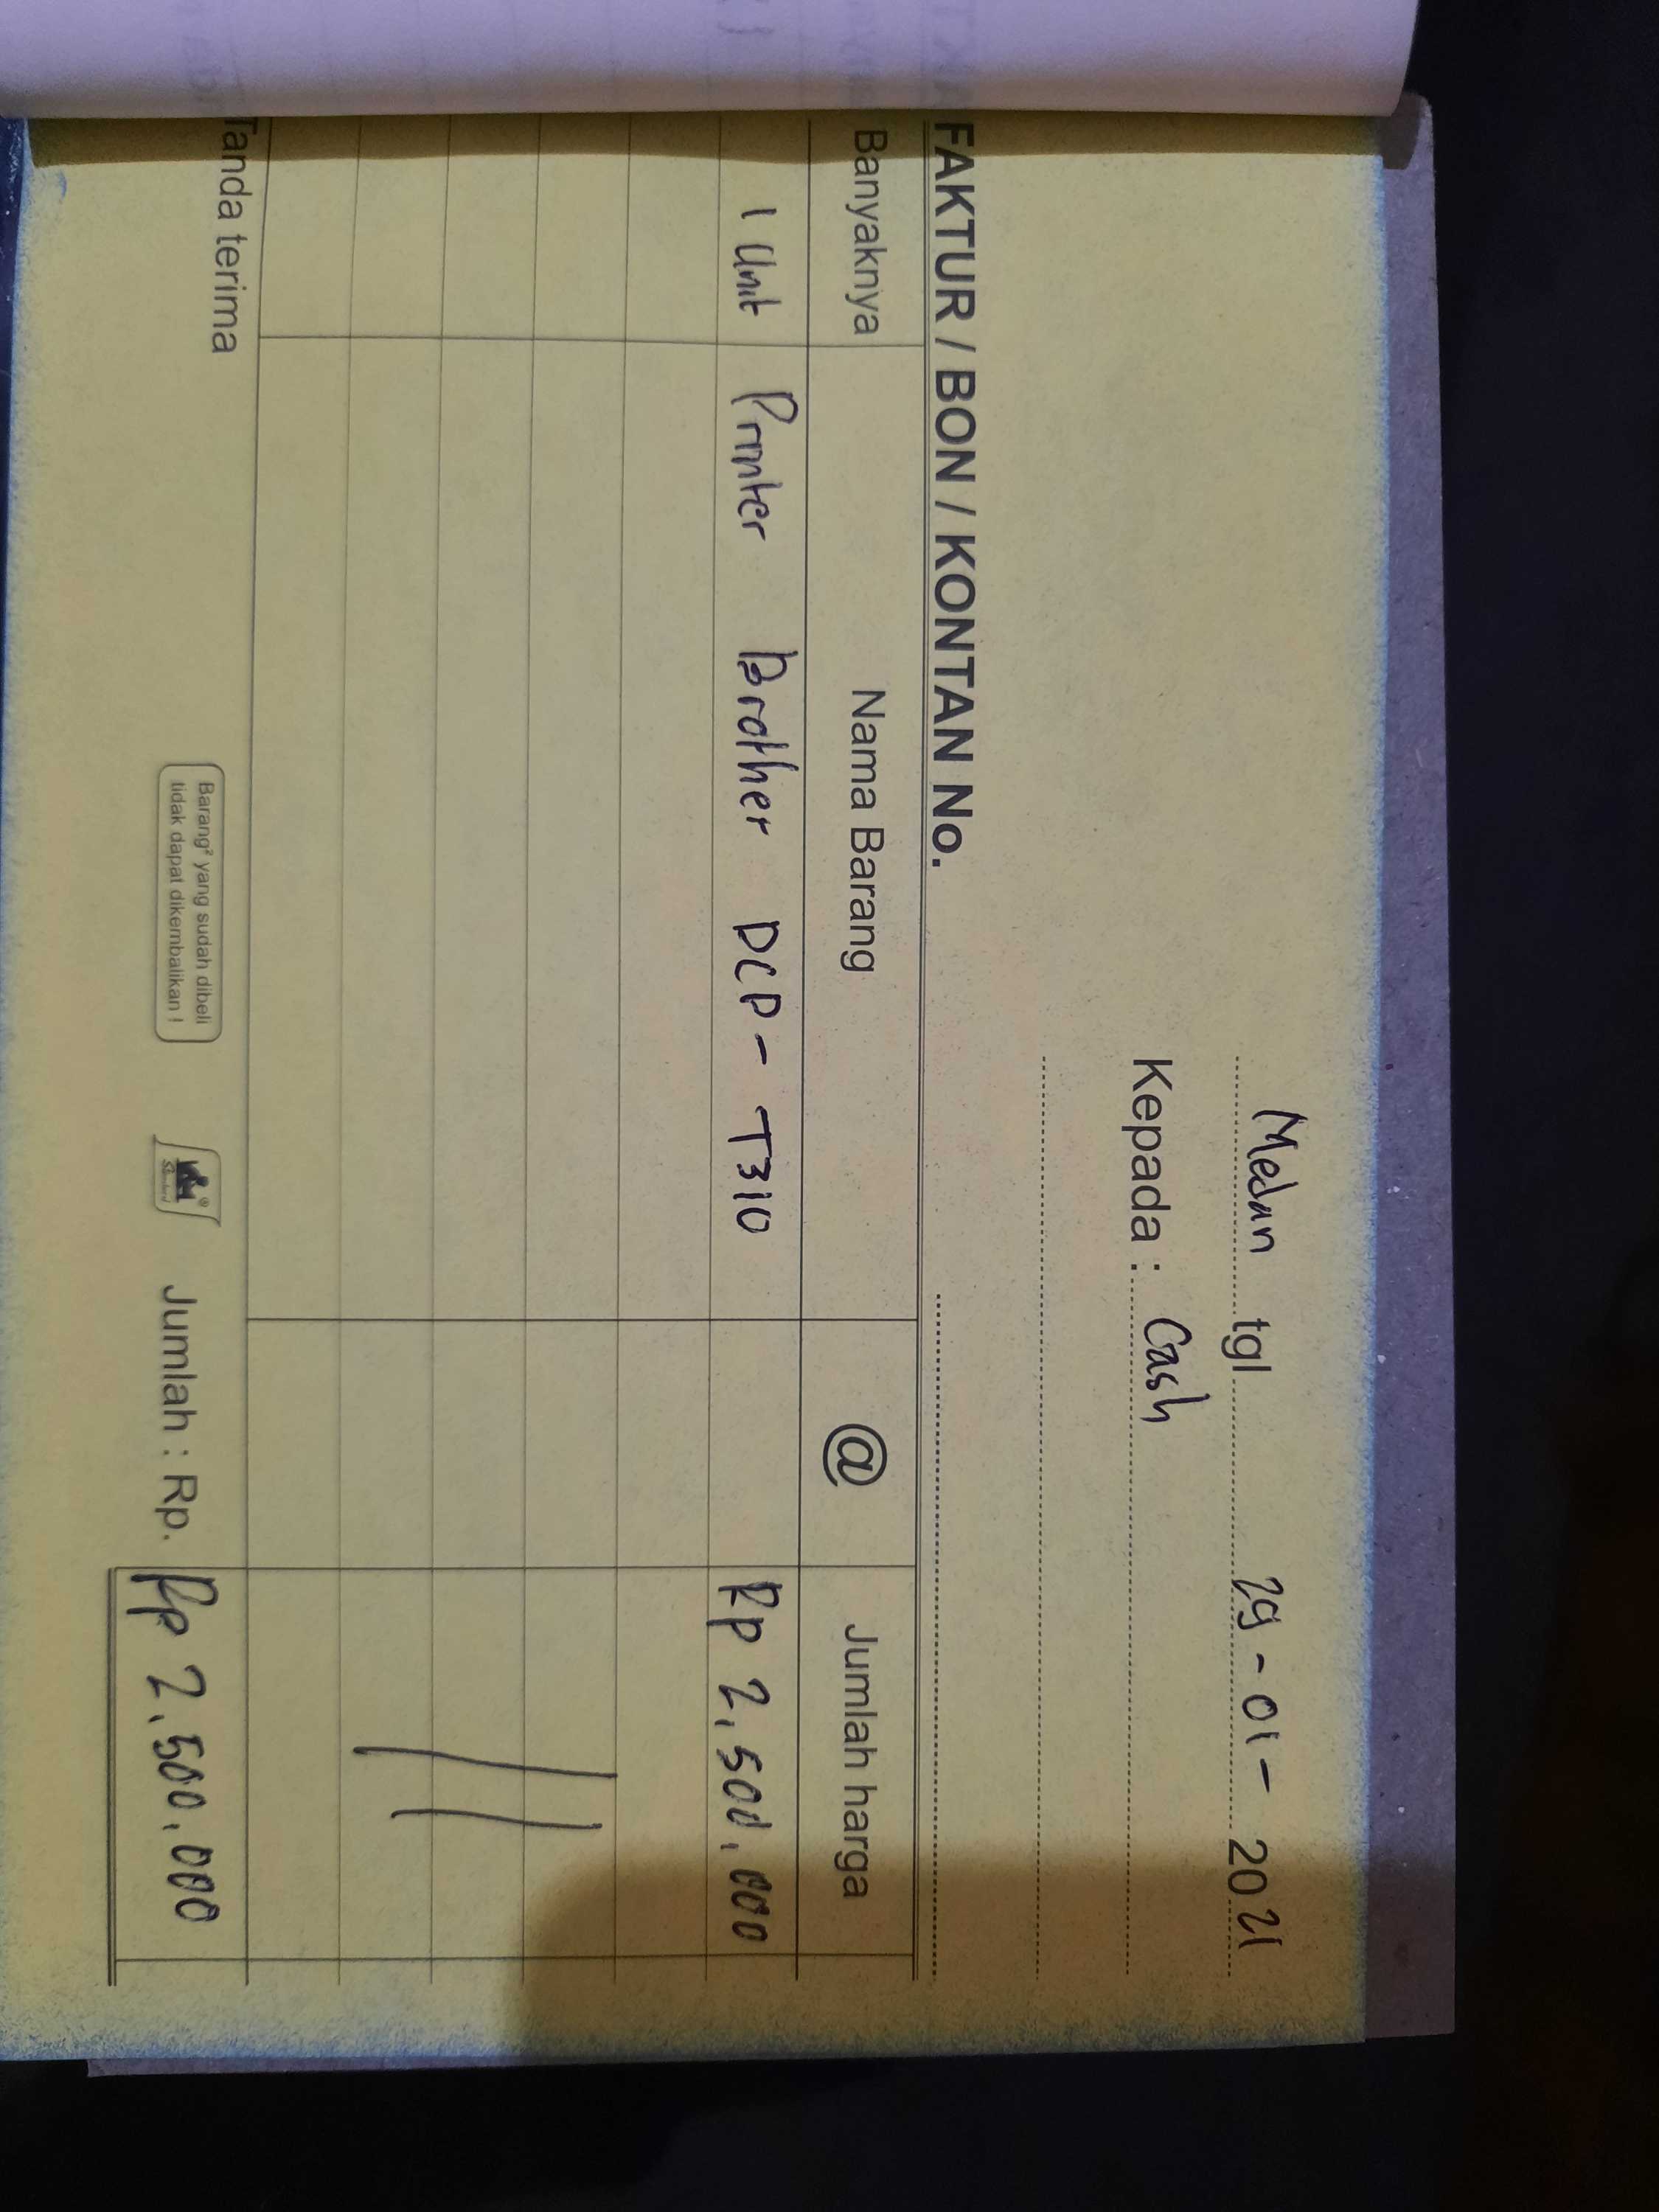 Medan tgl 29-01-2021
Kepada : Cash
FAKTUR / BON / KONTAN No.
Banyaknya Nama Barang @ Jumlah harga
1 Unit Printer Brother DCP-T310 Rp 2.500.000
Tanda terima
Barang² yang sudah dibeli
tidak dapat dikembalikan !
Standard
Jumlah : Rp. Rp 2.500.000